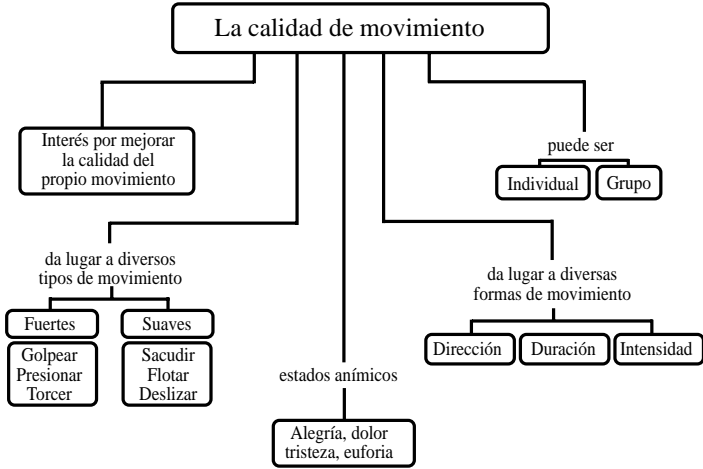 La calidad de movimiento
Interés por mejorar
la calidad del
propio movimiento
puede ser
Individual
Grupo
da lugar a diversos
tipos de movimiento
Fuertes
Suaves
Golpear
Presionar
Torcer
Sacudir
Flotar
Deslizar
estados anímicos
Alegría, dolor
tristeza, euforia
da lugar a diversas
formas de movimiento
Dirección
Duración
Intensidad